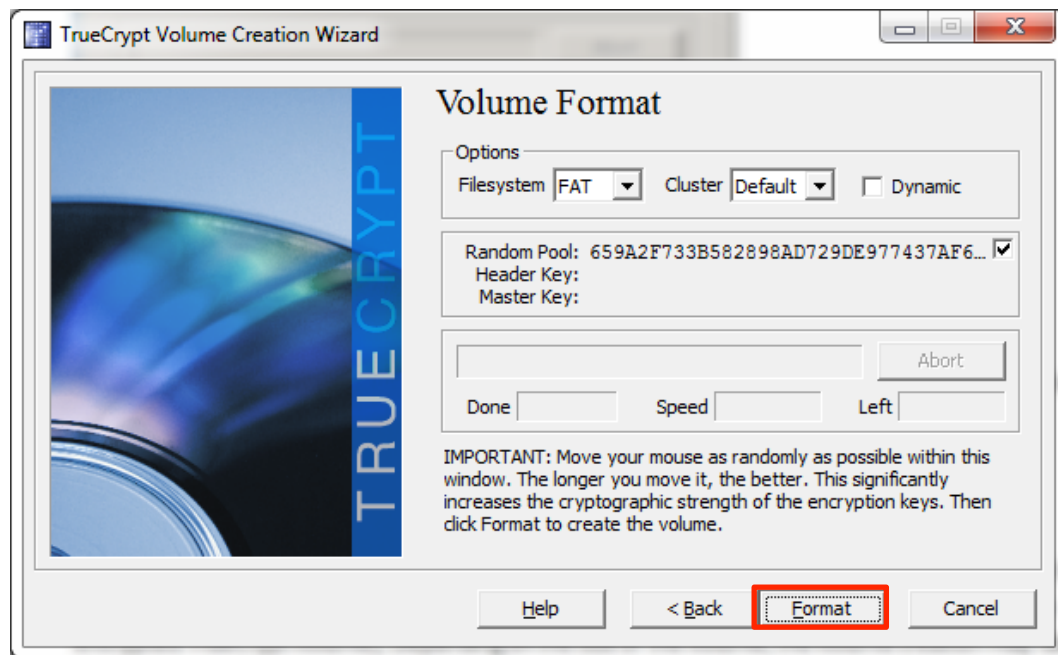 TrueCrypt Volume Creation Wizard
TRUECRYPT
Volume Format
Options
Filesystem FAT Cluster Default Dynamic
Random Pool: 659A2F733B582898AD729DE977437AF6...
Header Key:
Master Key:
Abort
Done Speed Left
IMPORTANT: Move your mouse as randomly as possible within this
window. The longer you move it, the better. This significantly
increases the cryptographic strength of the encryption keys. Then
click Format to create the volume.
Help < Back Format Cancel